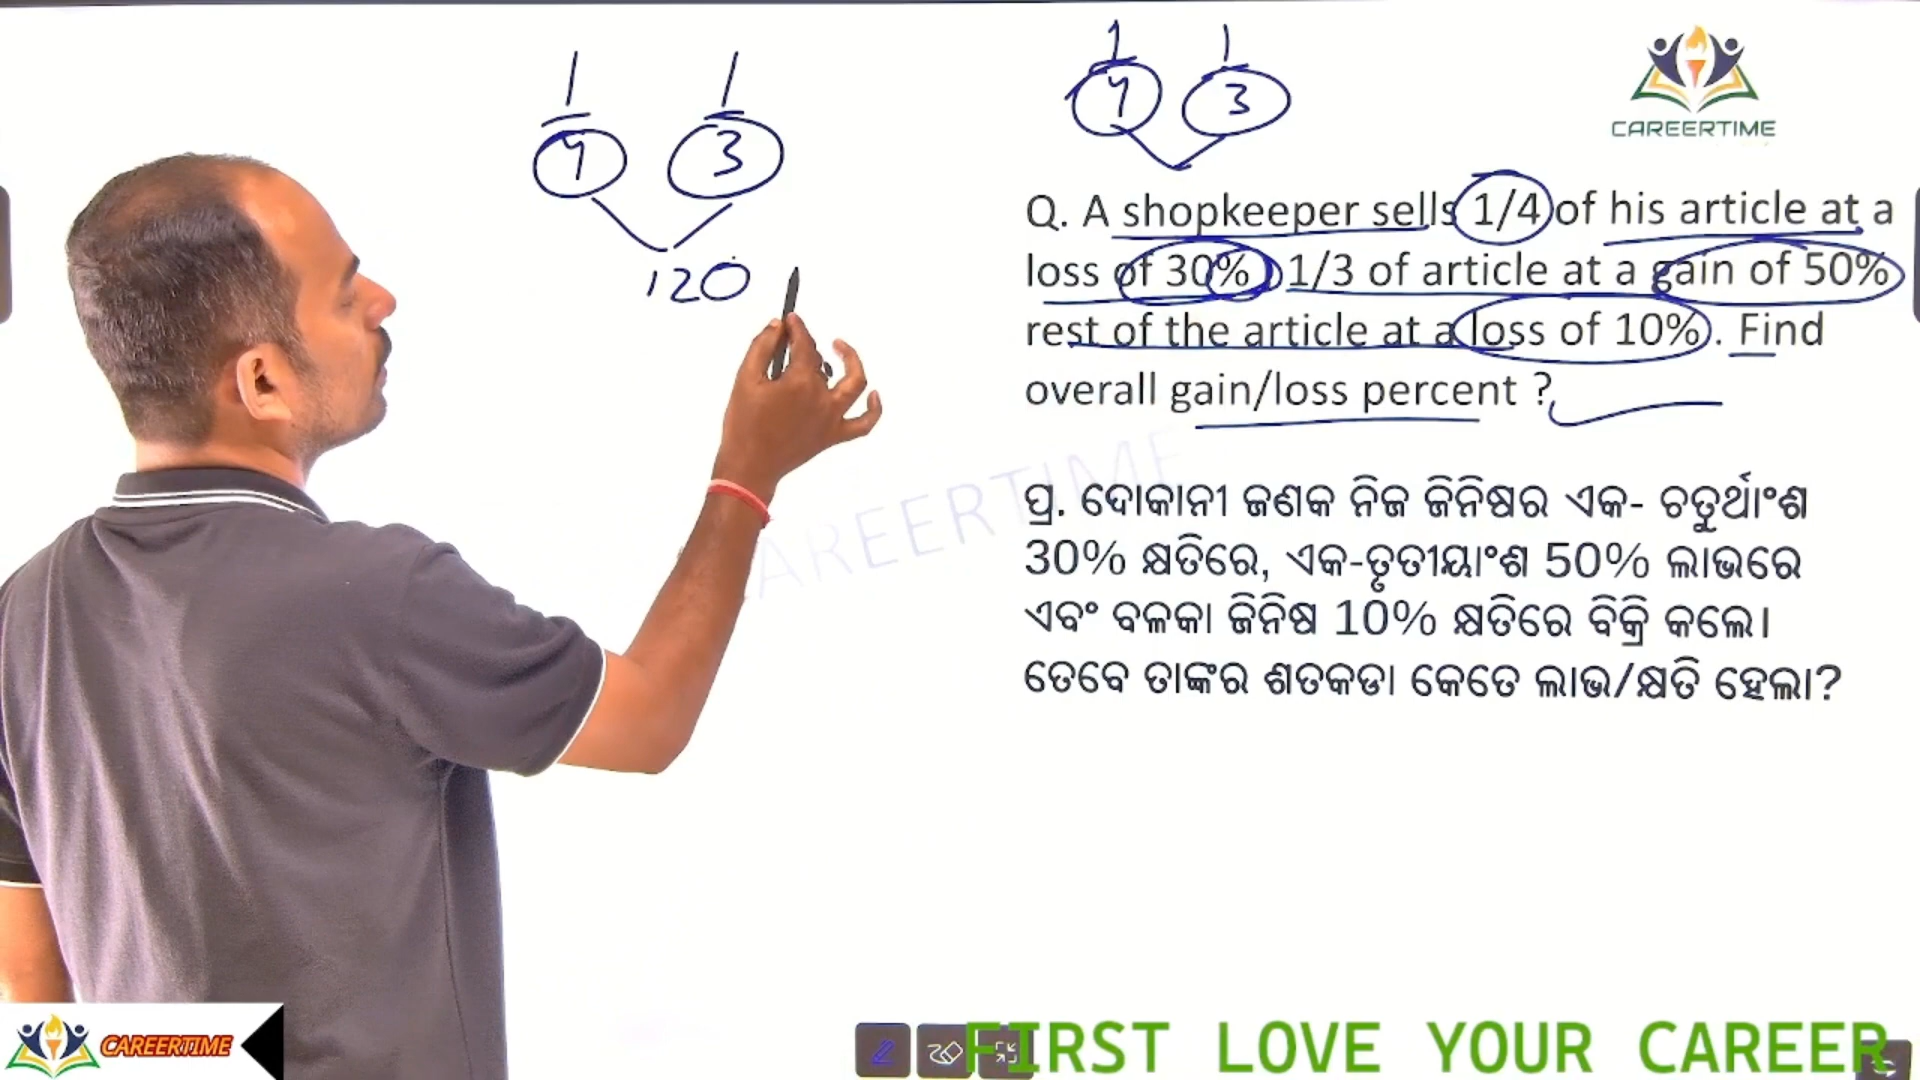 1 1
4 3
120
1 1
4 3
CAREERTIME
Q. A shopkeeper sells 1/4 of his article at a
loss of 30%, 1/3 of article at a gain of 50%
rest of the article at a loss of 10%. Find
overall gain/loss percent ?
CAREERTIME
ପ୍ର. ଦୋକାନୀ ଜଣକ ନିଜ ଜିନିଷର ଏକ- ଚତୁର୍ଥାଂଶ
30% କ୍ଷତିରେ, ଏକ-ତୃତୀୟାଂଶ 50% ଲାଭରେ
ଏବଂ ବଳକା ଜିନିଷ 10% କ୍ଷତିରେ ବିକ୍ରି କଲେ।
ତେବେ ତାଙ୍କର ଶତକଡା କେତେ ଲାଭ/କ୍ଷତି ହେଲା?
CAREERTIME
FIRST LOVE YOUR CAREER